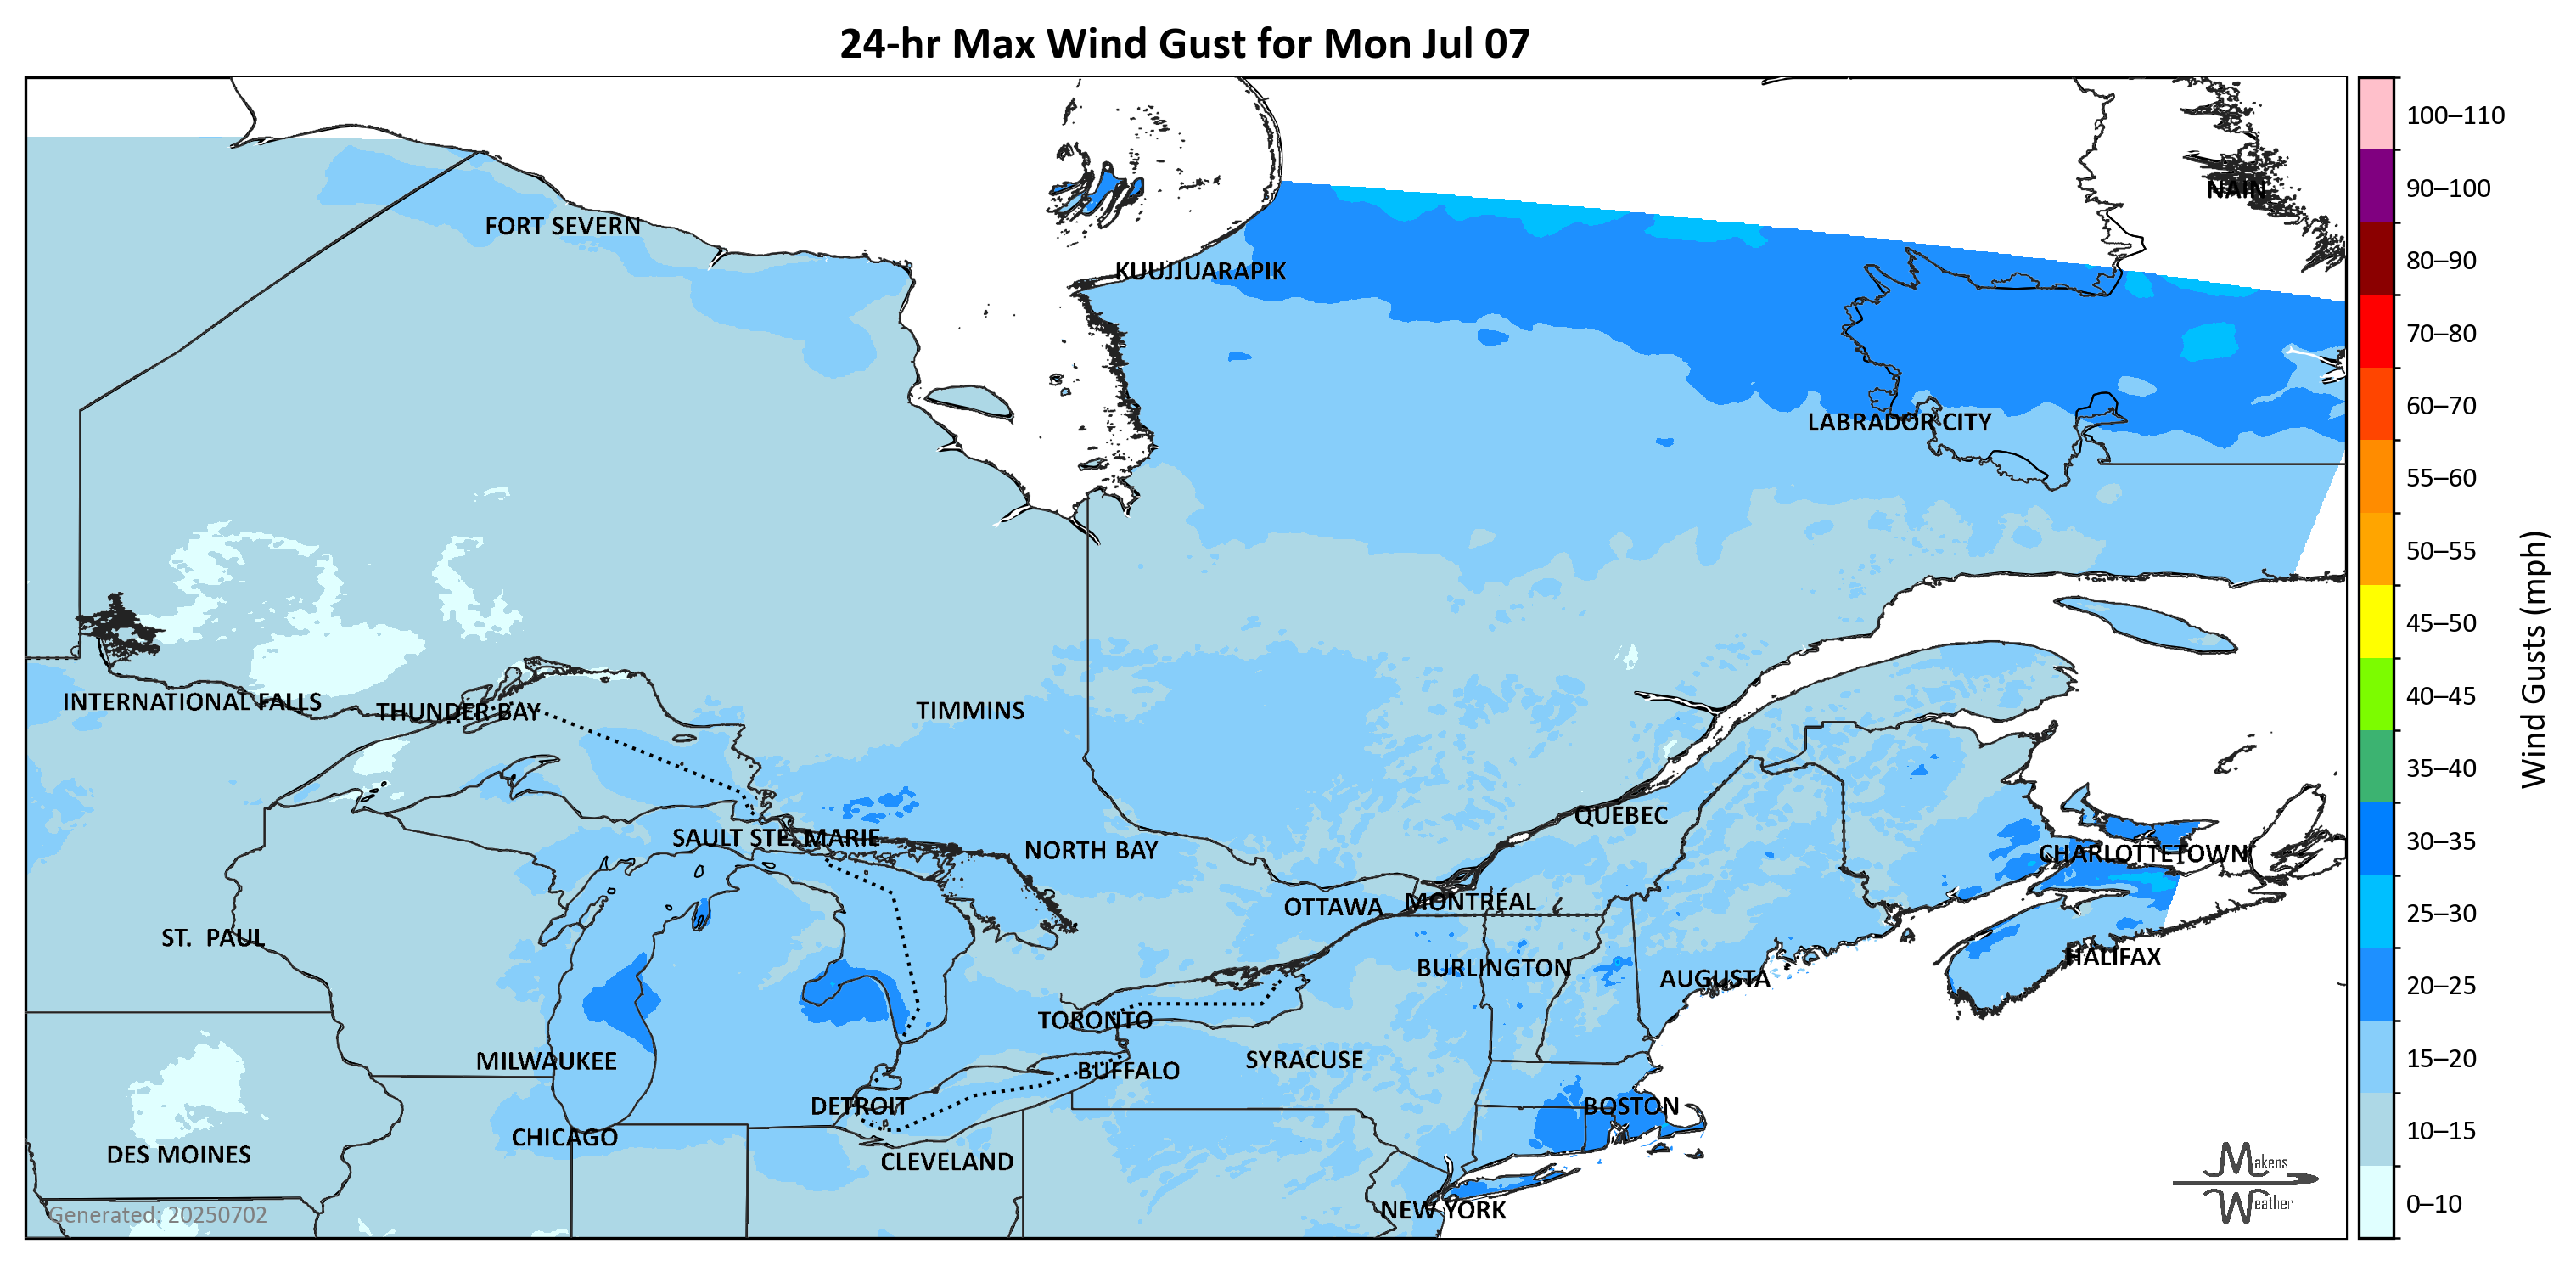 24-hr Max Wind Gust for Mon Jul 07
100–110
90–100
NAIN
FORT SEVERN
80–90
KUUJJUARAPIK
70–80
60–70
LABRADOR CITY
55–60
50–55
45–50
INTERNATIONAL FALLS
THUNDER BAY
TIMMINS
40–45
35–40
QUEBEC
SAULT STE. MARIE
NORTH BAY
CHARLOTTETOWN
30–35
OTTAWA
MONTRÉAL
25–30
ST. PAUL
BURLINGTON
AUGUSTA
HALIFAX
20–25
TORONTO
MILWAUKEE
BUFFALO
SYRACUSE
15–20
DETROIT
BOSTON
CHICAGO
10–15
DES MOINES
CLEVELAND
NEW YORK
0–10
Wind Gusts (mph)
Generated: 20250702
Makens
Weather